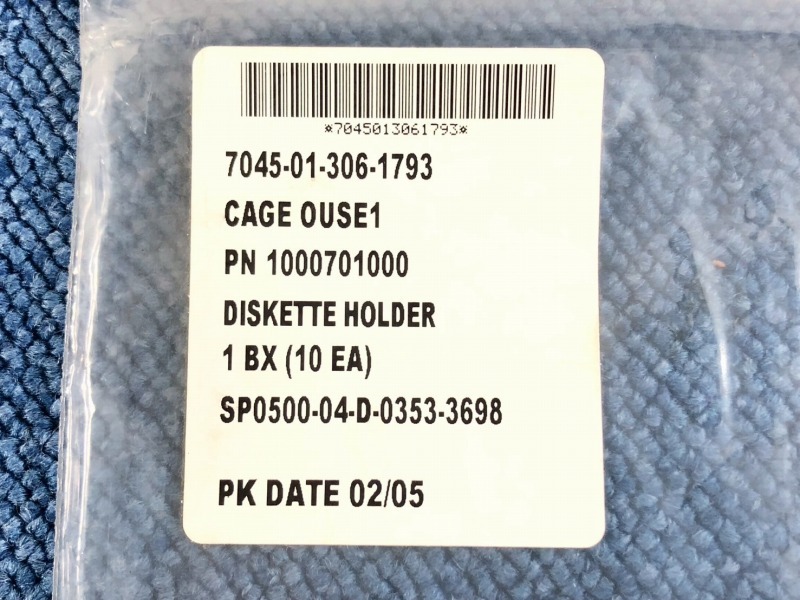 *7045013061793*
7045-01-306-1793
CAGE OUSE1
PN 1000701000
DISKETTE HOLDER
1 BX (10 EA)
SP0500-04-D-0353-3698
PK DATE 02/05